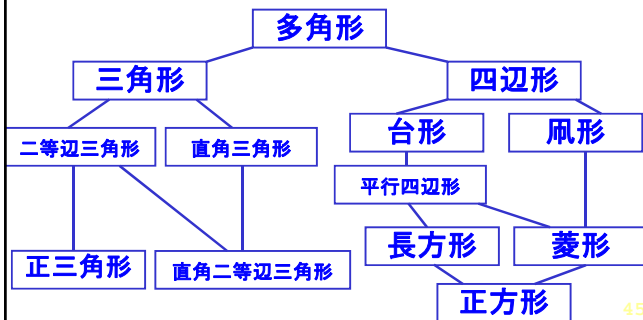 多角形
三角形
四辺形
台形
凧形
二等辺三角形
直角三角形
平行四辺形
長方形
菱形
正三角形
直角二等辺三角形
正方形
45